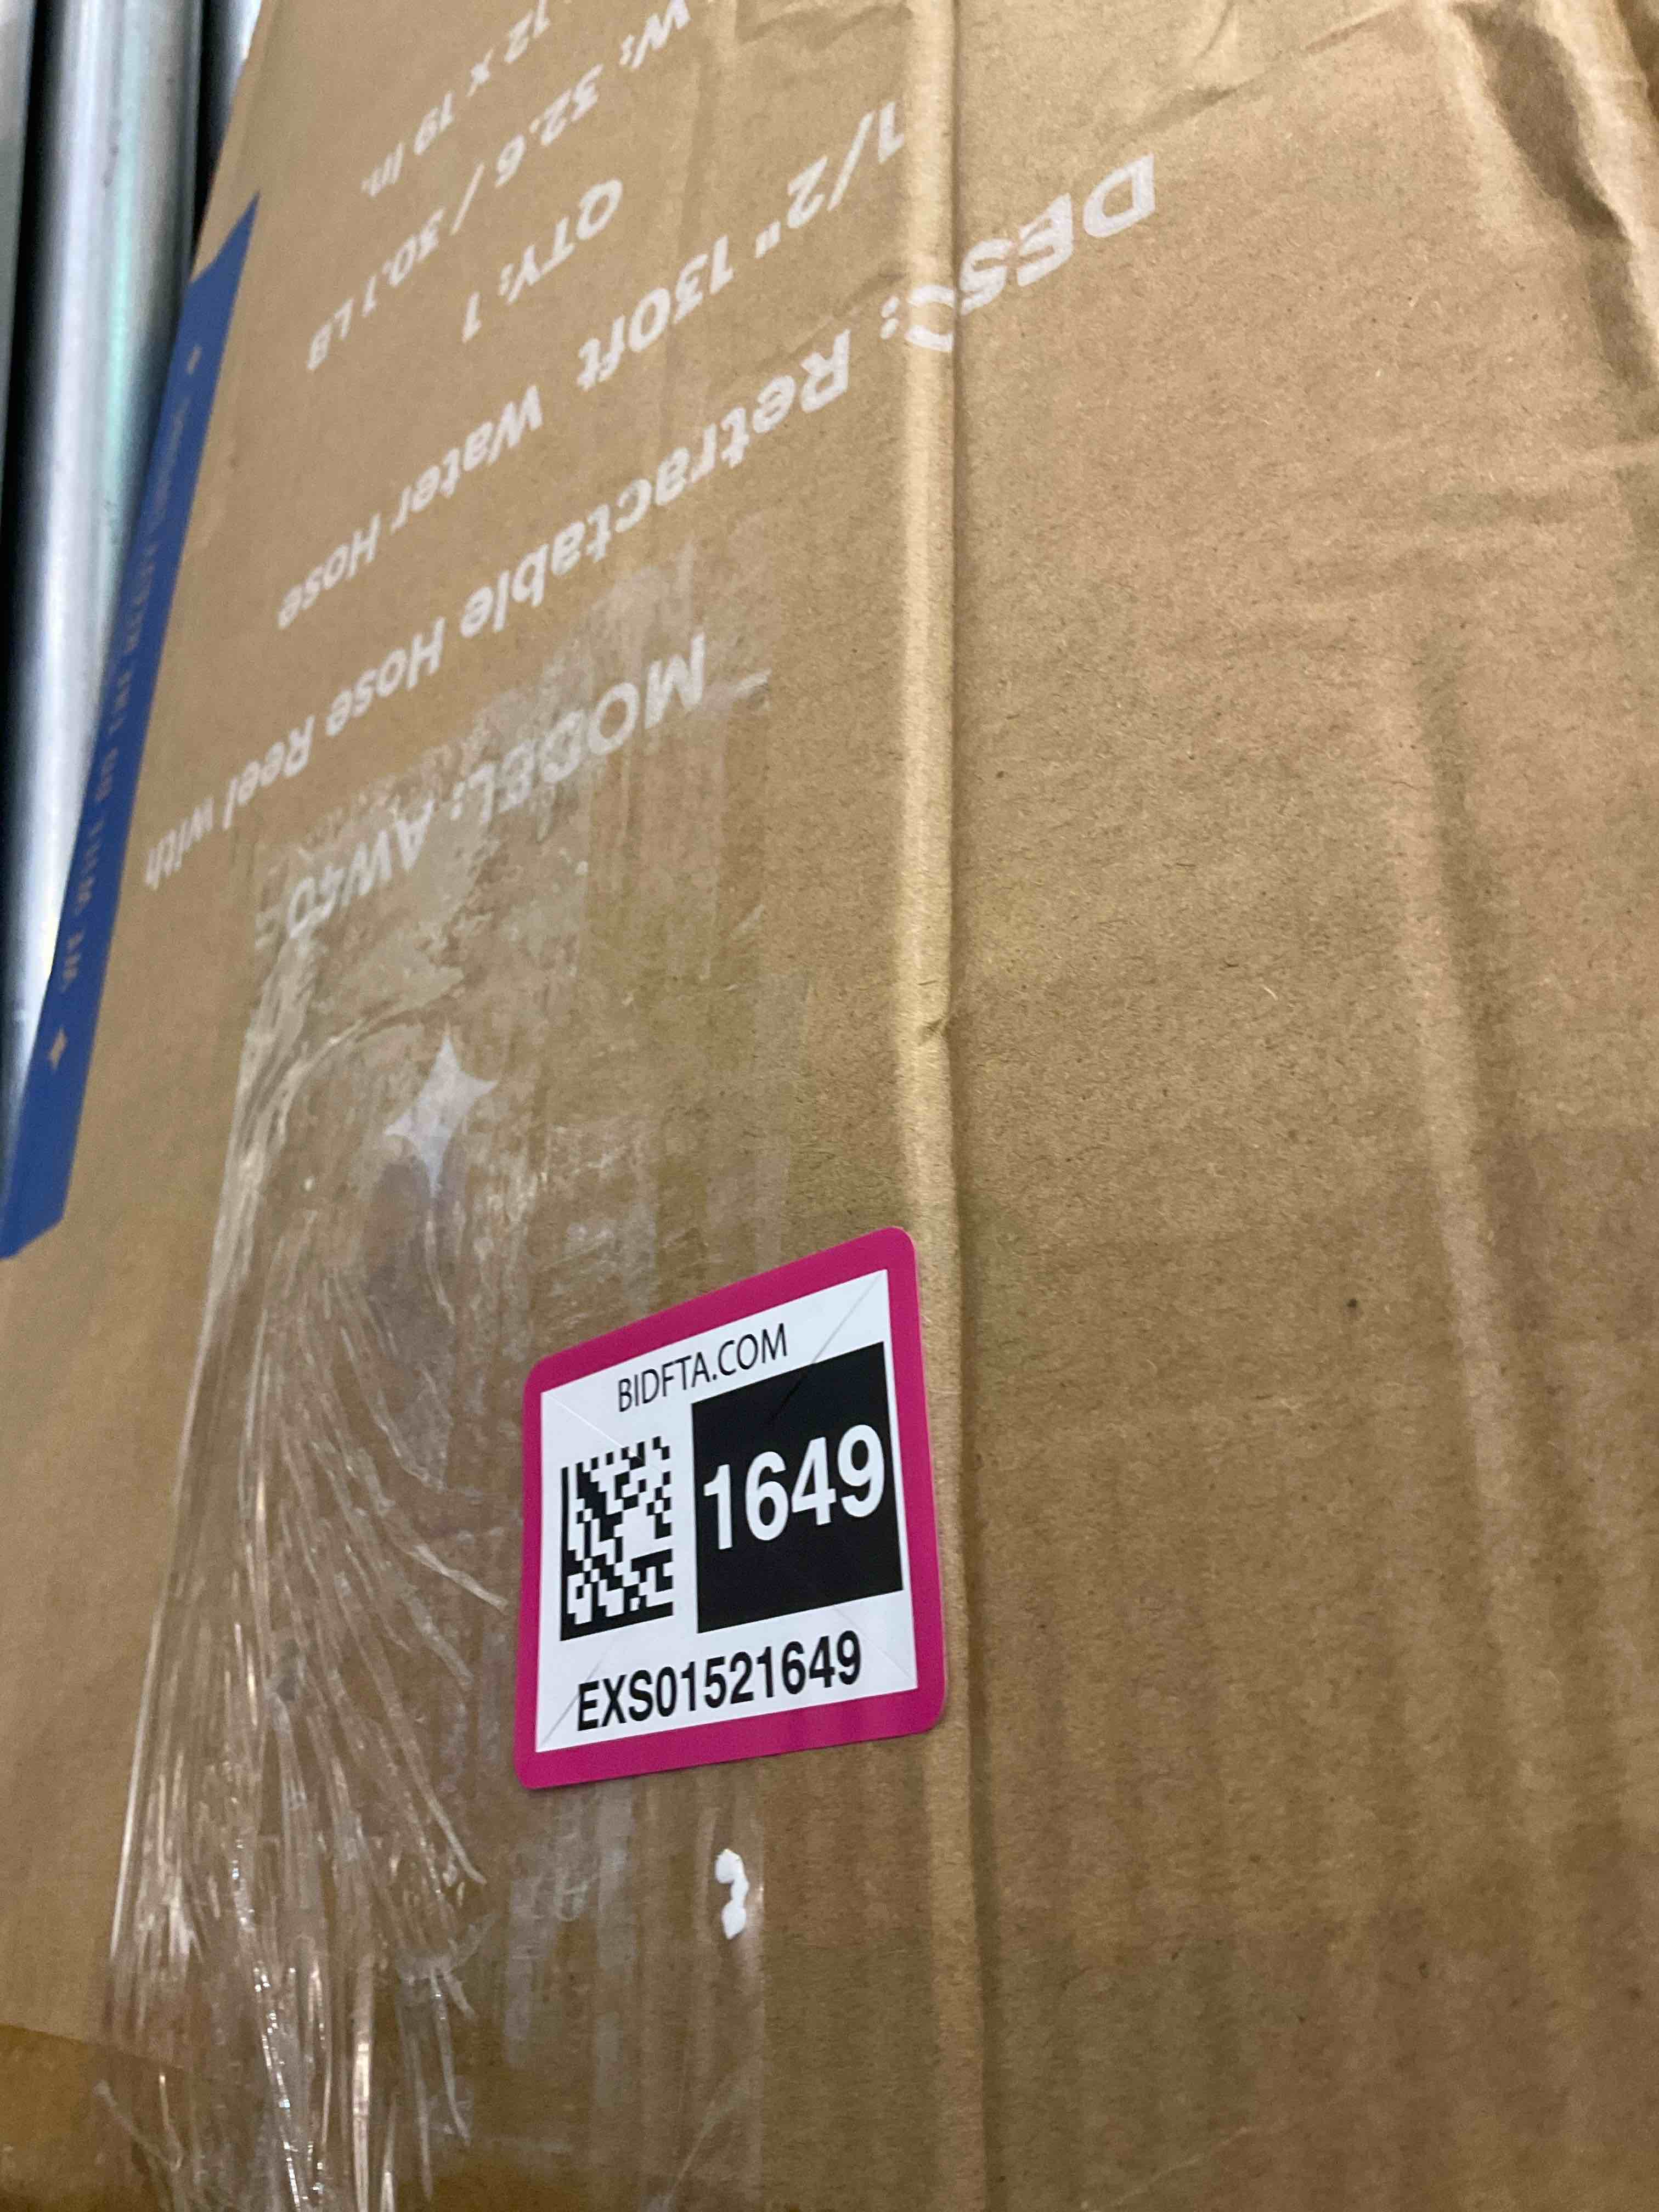 MODEL: AW40
DESC: Retractable Hose Reel with
1/2" 130ft Water Hose
QTY: 1
W: 32.6 / 30.1 LB
12 x 19 In.
BIDFTA.COM
1649
EXS01521649